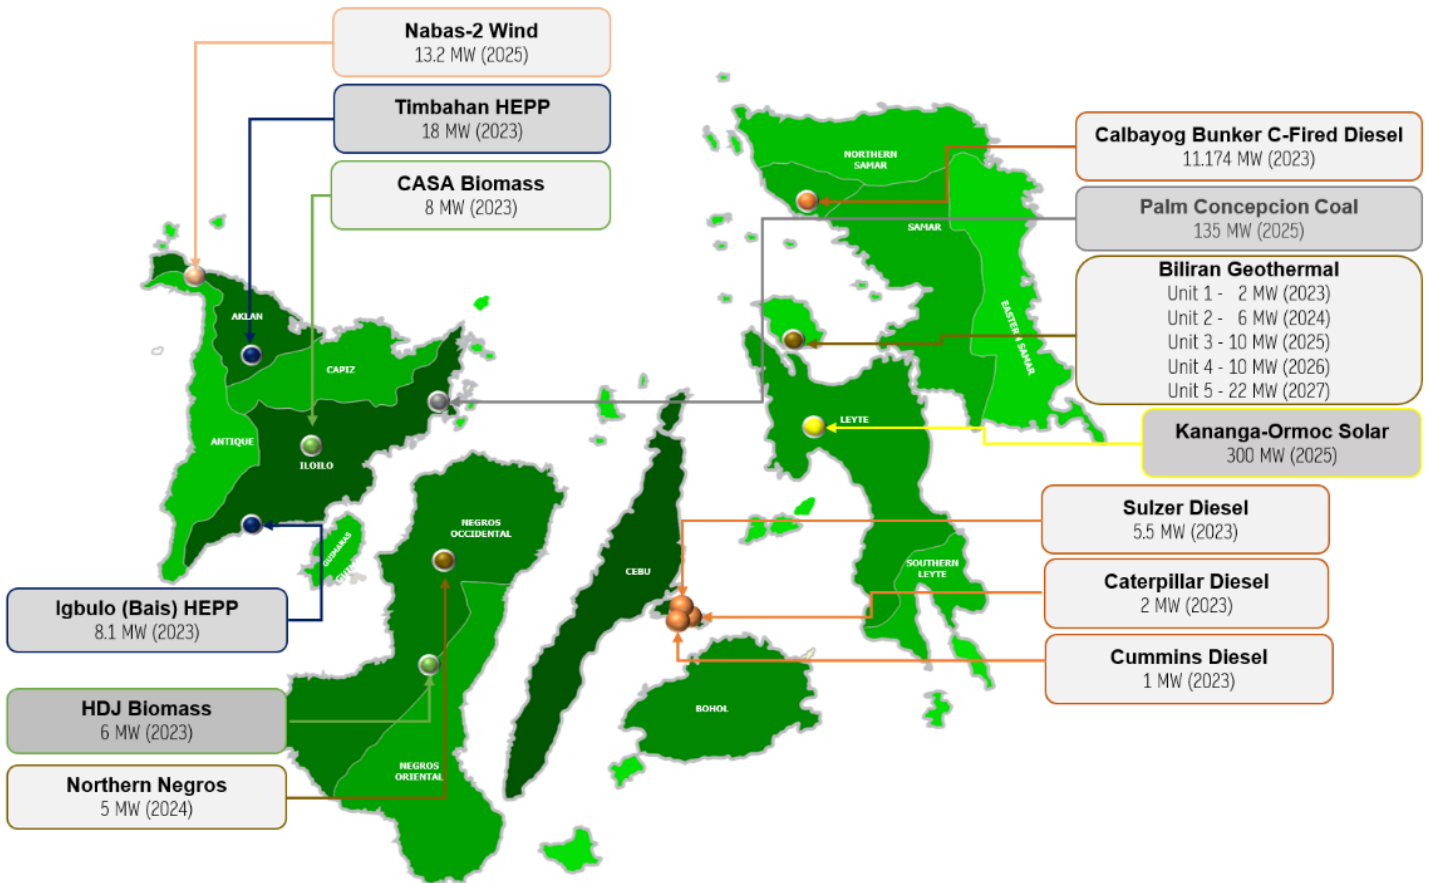 Nabas-2 Wind
13.2 MW (2025)
Timbahan HEPP
18 MW (2023)
CASA Biomass
8 MW (2023)
Calbayog Bunker C-Fired Diesel
11.174 MW (2023)
Palm Concepcion Coal
135 MW (2025)
Biliran Geothermal
Unit 1 - 2 MW (2023)
Unit 2 - 6 MW (2024)
Unit 3 - 10 MW (2025)
Unit 4 - 10 MW (2026)
Unit 5 - 22 MW (2027)
Kananga-Ormoc Solar
300 MW (2025)
Sulzer Diesel
5.5 MW (2023)
Caterpillar Diesel
2 MW (2023)
Cummins Diesel
1 MW (2023)
Igbulo (Bais) HEPP
8.1 MW (2023)
HDJ Biomass
6 MW (2023)
Northern Negros
5 MW (2024)
NORTHERN
SAMAR
SAMAR
EASTERN SAMAR
AKLAN
CAPIZ
ANTIQUE
ILOILO
GUIMARAS
NEGROS
OCCIDENTAL
NEGROS
ORIENTAL
CEBU
BOHOL
LEYTE
SOUTHERN
LEYTE